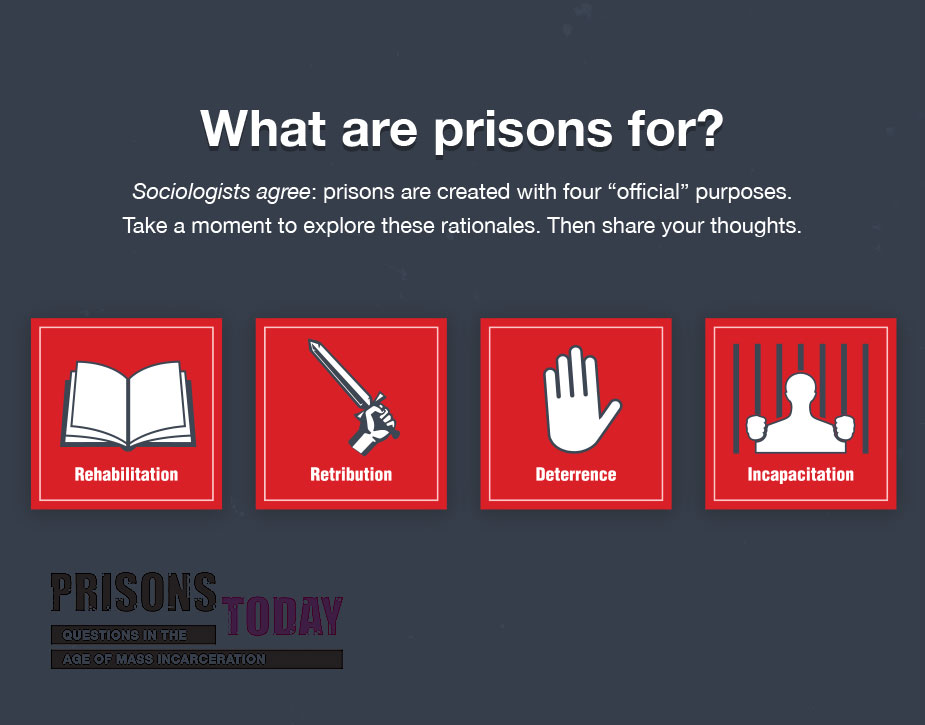 What are prisons for?
Sociologists agree: prisons are created with four “official” purposes.
Take a moment to explore these rationales. Then share your thoughts.
Rehabilitation
Retribution
Deterrence
Incapacitation
PRISONS
TODAY
QUESTIONS IN THE
AGE OF MASS INCARCERATION